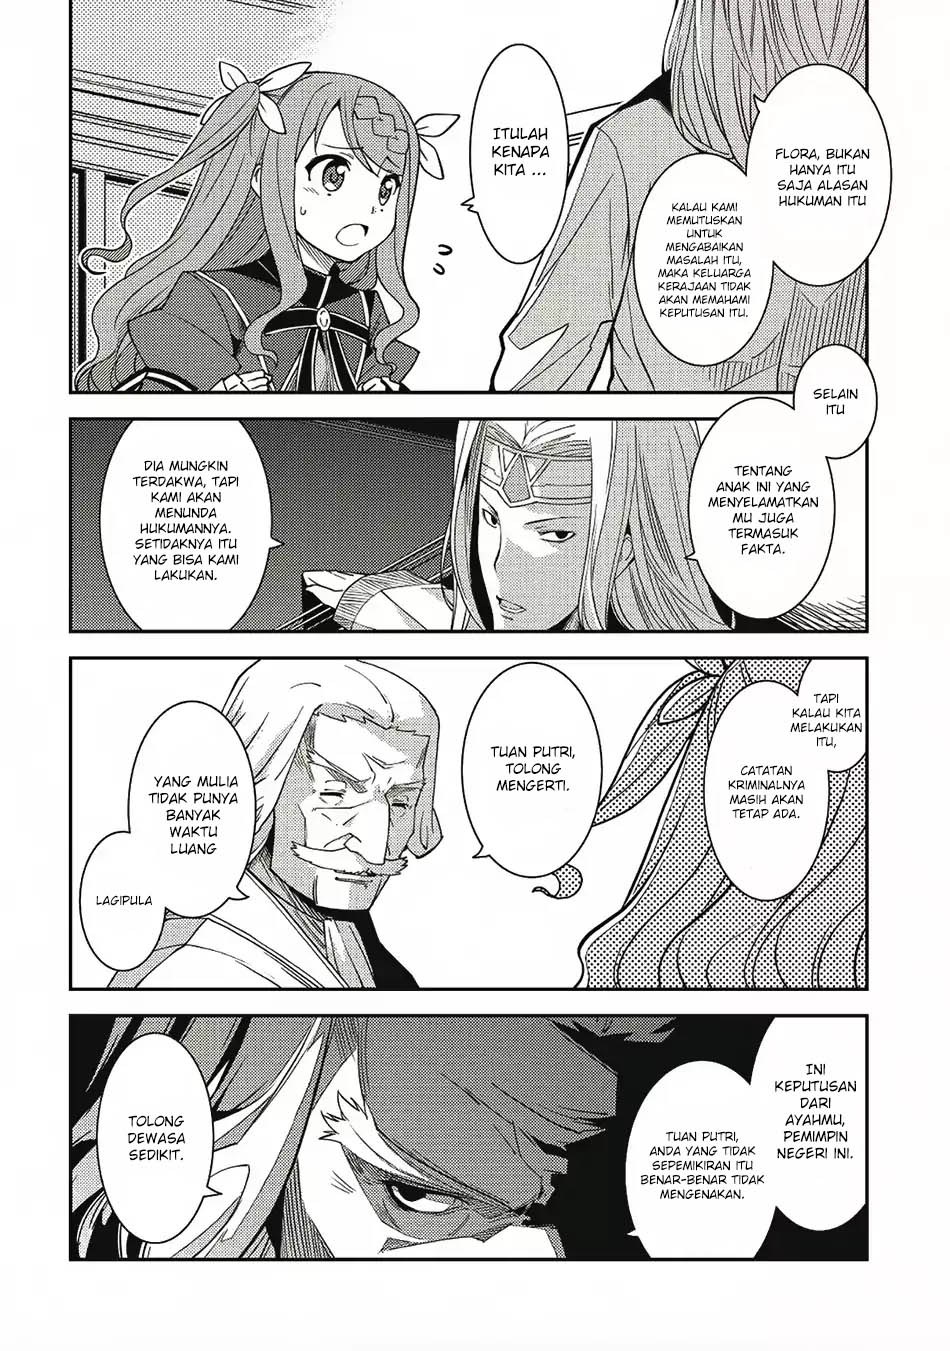 FLORA, BUKAN
HANYA ITU
SAJA ALASAN
HUKUMAN ITU
KALAU KAMI
MEMUTUSKAN
UNTUK
MENGABAIKAN
MASALAH ITU,
MAKA KELUARGA
KERAJAAN TIDAK
AKAN MEMAHAMI
KEPUTUSAN ITU.
ITULAH
KENAPA
KITA ...
SELAIN
ITU
TENTANG
ANAK INI YANG
MENYELAMATKAN
MU JUGA
TERMASUK
FAKTA.
DIA MUNGKIN
TERDAKWA, TAPI
KAMI AKAN
MENUNDA
HUKUMANNYA.
SETIDAKNYA ITU
YANG BISA KAMI
LAKUKAN.
TAPI
KALAU KITA
MELAKUKAN
ITU,
CATATAN
KRIMINALNYA
MASIH AKAN
TETAP ADA.
TUAN PUTRI,
TOLONG
MENGERTI.
YANG MULIA
TIDAK PUNYA
BANYAK
WAKTU
LUANG
LAGIPULA
INI
KEPUTUSAN
DARI
AYAHMU,
PEMIMPIN
NEGERI INI.
TUAN PUTRI,
ANDA YANG TIDAK
SEPEMIKIRAN ITU
BENAR-BENAR TIDAK
MENGENAKAN.
TOLONG
DEWASA
SEDIKIT.